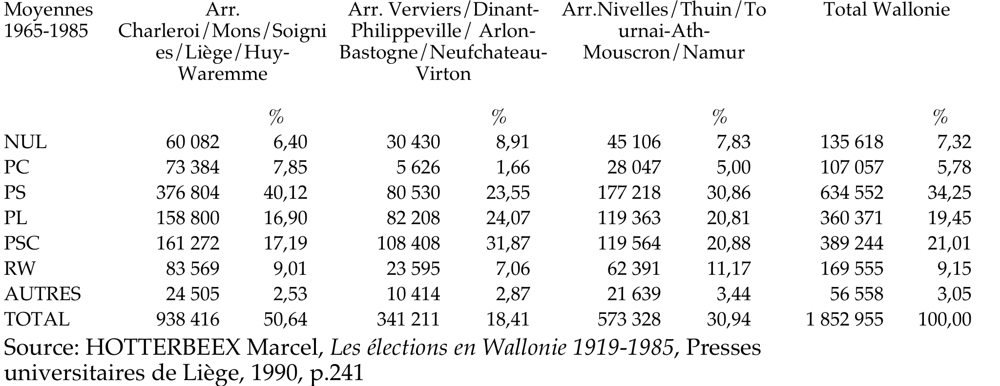 Moyennes Arr. Arr. Verviers/Dinant- Arr.Nivelles/Thuin/To Total Wallonie
1965-1985 Charleroi/Mons/Soigni Philippeville/ Arlon- urnai-Ath-
es/Liège/Huy- Bastogne/Neufchateau- Mouscron/Namur
Waremme Virton
% % % %
NUL 60 082 6,40 30 430 8,91 45 106 7,83 135 618 7,32
PC 73 384 7,85 5 626 1,66 28 047 5,00 107 057 5,78
PS 376 804 40,12 80 530 23,55 177 218 30,86 634 552 34,25
PL 158 800 16,90 82 208 24,07 119 363 20,81 360 371 19,45
PSC 161 272 17,19 108 408 31,87 119 564 20,88 389 244 21,01
RW 83 569 9,01 23 595 7,06 62 391 11,17 169 555 9,15
AUTRES 24 505 2,53 10 414 2,87 21 639 3,44 56 558 3,05
TOTAL 938 416 50,64 341 211 18,41 573 328 30,94 1 852 955 100,00
Source: HOTTERBEEX Marcel, Les élections en Wallonie 1919-1985, Presses
universitaires de Liège, 1990, p.241